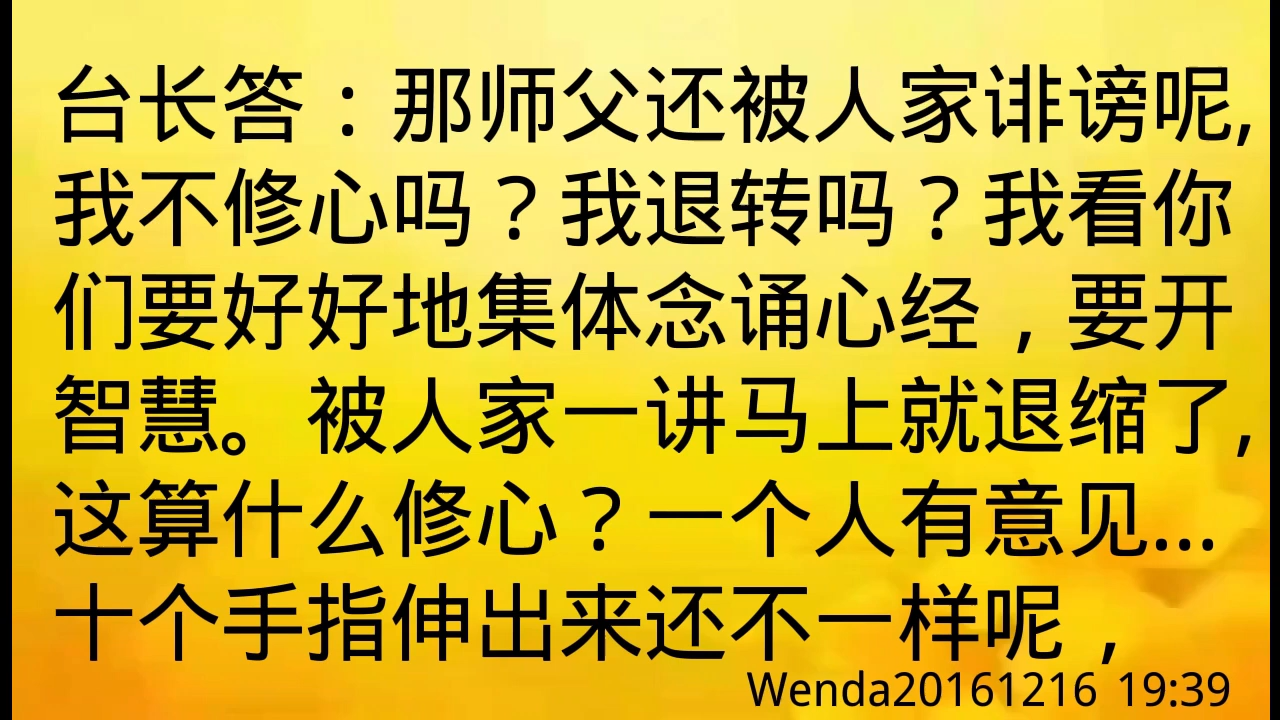 台长答：那师父还被人家诽谤呢,
我不修心吗？我退转吗？我看你
们要好好地集体念诵心经，要开
智慧。被人家一讲马上就退缩了,
这算什么修心？一个人有意见...
十个手指伸出来还不一样呢，
Wenda20161216 19:39